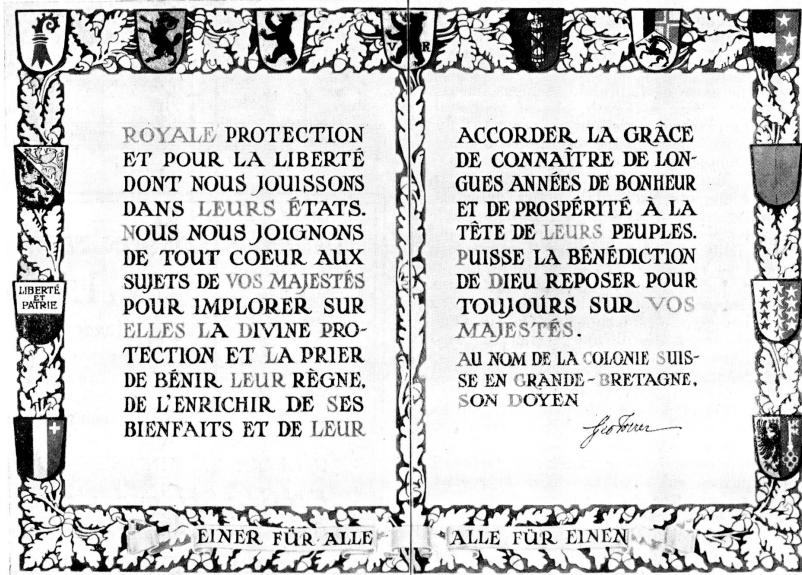 V R
ROYALE PROTECTION
ET POUR LA LIBERTÉ
DONT NOUS JOUISSONS
DANS LEURS ÉTATS.
NOUS NOUS JOIGNONS
DE TOUT COEUR AUX
SUJETS DE VOS MAJESTÉS
POUR IMPLORER SUR
ELLES LA DIVINE PRO-
TECTION ET LA PRIER
DE BÉNIR LEUR RÈGNE,
DE L'ENRICHIR DE SES
BIENFAITS ET DE LEUR
LIBERTÉ
ET
PATRIE
ACCORDER LA GRÂCE
DE CONNAÎTRE DE LON-
GUES ANNÉES DE BONHEUR
ET DE PROSPÉRITÉ À LA
TÊTE DE LEURS PEUPLES.
PUISSE LA BÉNÉDICTION
DE DIEU REPOSER POUR
TOUJOURS SUR VOS
MAJESTÉS.
AU NOM DE LA COLONIE SUIS-
SE EN GRANDE-BRETAGNE,
SON DOYEN
EINER FÜR ALLE
ALLE FÜR EINEN